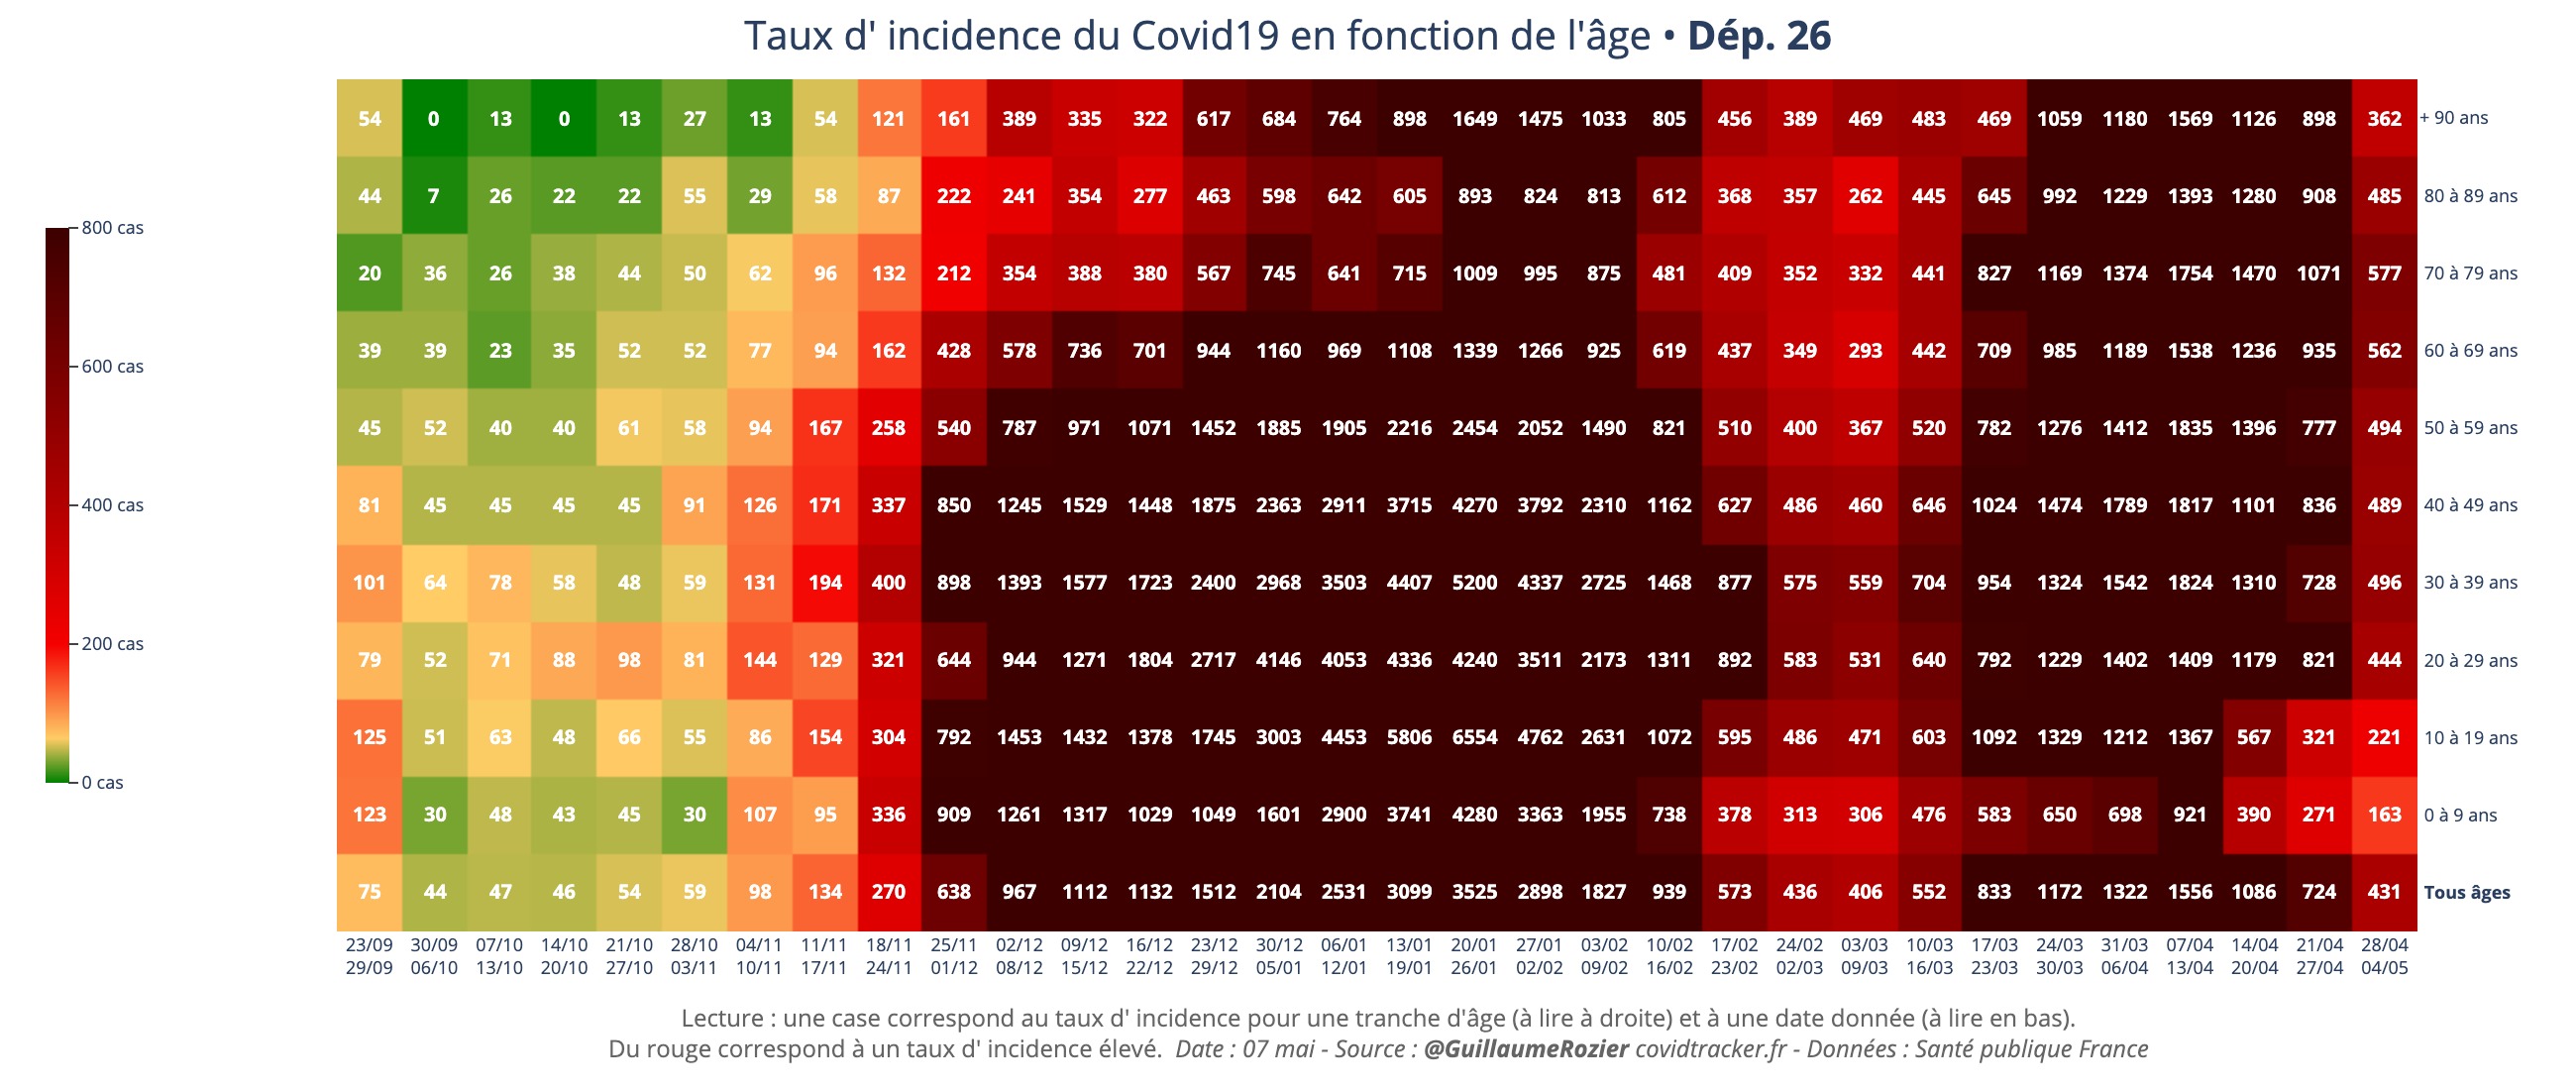 Taux d' incidence du Covid19 en fonction de l'âge • Dép. 26
800 cas
600 cas
400 cas
200 cas
0 cas
54 0 13 0 13 27 13 54 121 161 389 335 322 617 684 764 898 1649 1475 1033 805 456 389 469 483 469 1059 1180 1569 1126 898 362 + 90 ans
44 7 26 22 22 55 29 58 87 222 241 354 277 463 598 642 605 893 824 813 612 368 357 262 445 645 992 1229 1393 1280 908 485 80 à 89 ans
20 36 26 38 44 50 62 96 132 212 354 388 380 567 745 641 715 1009 995 875 481 409 352 332 441 827 1169 1374 1754 1470 1071 577 70 à 79 ans
39 39 23 35 52 52 77 94 162 428 578 736 701 944 1160 969 1108 1339 1266 925 619 437 349 293 442 709 985 1189 1538 1236 935 562 60 à 69 ans
45 52 40 40 61 58 94 167 258 540 787 971 1071 1452 1885 1905 2216 2454 2052 1490 821 510 400 367 520 782 1276 1412 1835 1396 777 494 50 à 59 ans
81 45 45 45 45 91 126 171 337 850 1245 1529 1448 1875 2363 2911 3715 4270 3792 2310 1162 627 486 460 646 1024 1474 1789 1817 1101 836 489 40 à 49 ans
101 64 78 58 48 59 131 194 400 898 1393 1577 1723 2400 2968 3503 4407 5200 4337 2725 1468 877 575 559 704 954 1324 1542 1824 1310 728 496 30 à 39 ans
79 52 71 88 98 81 144 129 321 644 944 1271 1804 2717 4146 4053 4336 4240 3511 2173 1311 892 583 531 640 792 1229 1402 1409 1179 821 444 20 à 29 ans
125 51 63 48 66 55 86 154 304 792 1453 1432 1378 1745 3003 4453 5806 6554 4762 2631 1072 595 486 471 603 1092 1329 1212 1367 567 321 221 10 à 19 ans
123 30 48 43 45 30 107 95 336 909 1261 1317 1029 1049 1601 2900 3741 4280 3363 1955 738 378 313 306 476 583 650 698 921 390 271 163 0 à 9 ans
75 44 47 46 54 59 98 134 270 638 967 1112 1132 1512 2104 2531 3099 3525 2898 1827 939 573 436 406 552 833 1172 1322 1556 1086 724 431 Tous âges
23/09 30/09 07/10 14/10 21/10 28/10 04/11 11/11 18/11 25/11 02/12 09/12 16/12 23/12 30/12 06/01 13/01 20/01 27/01 03/02 10/02 17/02 24/02 03/03 10/03 17/03 24/03 31/03 07/04 14/04 21/04 28/04
29/09 06/10 13/10 20/10 27/10 03/11 10/11 17/11 24/11 01/12 08/12 15/12 22/12 29/12 05/01 12/01 19/01 26/01 02/02 09/02 16/02 23/02 02/03 09/03 16/03 23/03 30/03 06/04 13/04 20/04 27/04 04/05
Lecture : une case correspond au taux d' incidence pour une tranche d'âge (à lire à droite) et à une date donnée (à lire en bas).
Du rouge correspond à un taux d' incidence élevé. Date : 07 mai - Source : @GuillaumeRozier covidtracker.fr - Données : Santé publique France